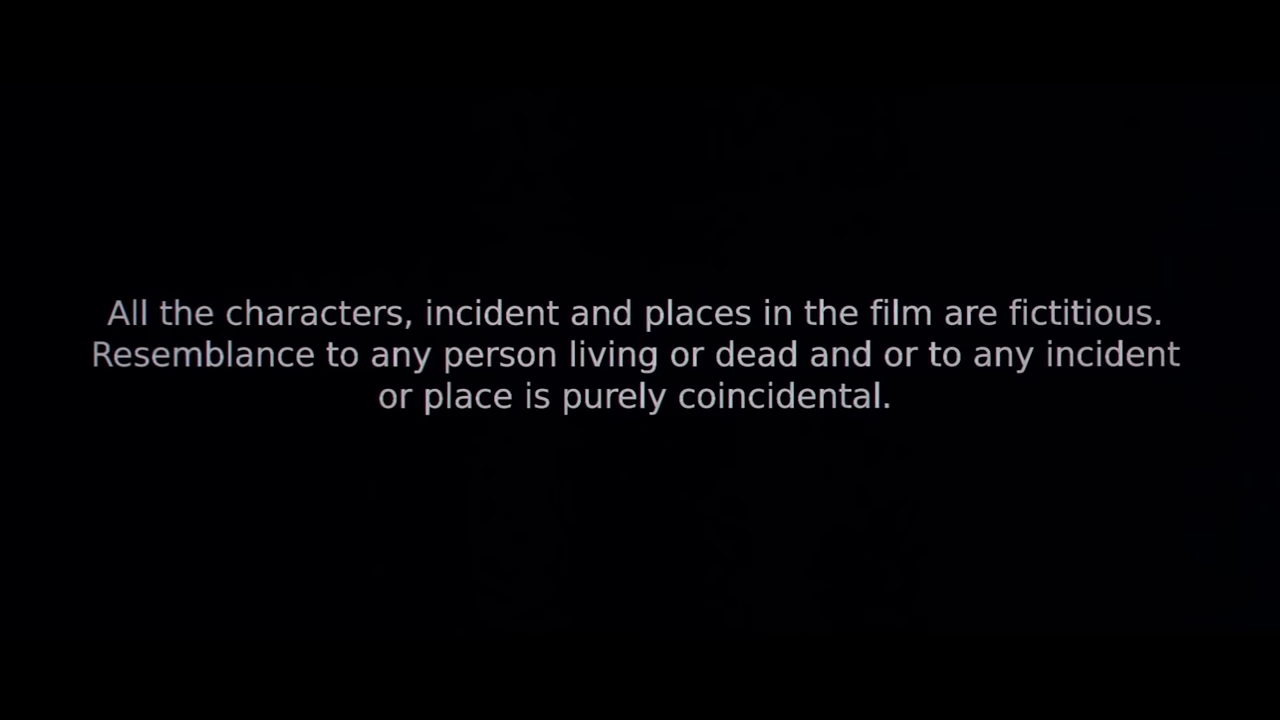 All the characters, incident and places in the film are fictitious.
Resemblance to any person living or dead and or to any incident
or place is purely coincidental.